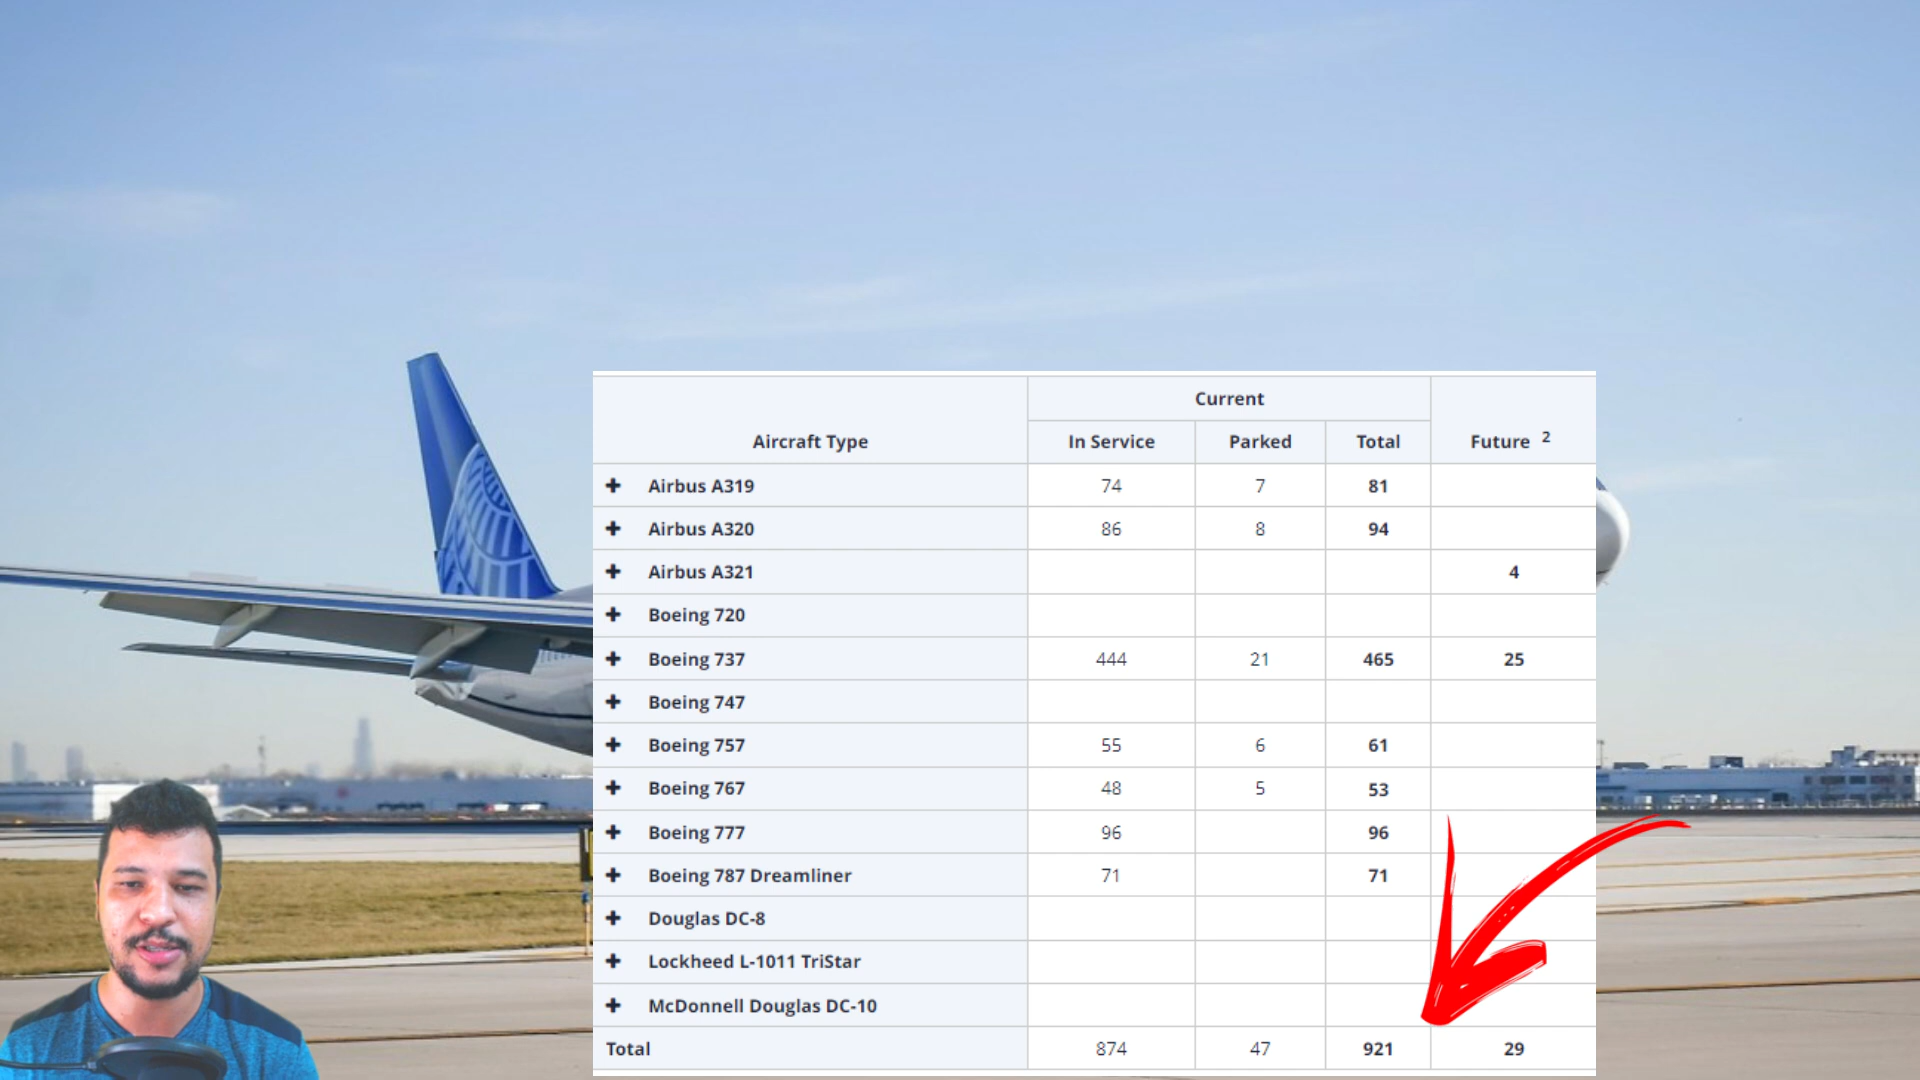 Current
Aircraft Type In Service Parked Total Future 2
+ Airbus A319 74 7 81
+ Airbus A320 86 8 94
+ Airbus A321 4
+ Boeing 720
+ Boeing 737 444 21 465 25
+ Boeing 747
+ Boeing 757 55 6 61
+ Boeing 767 48 5 53
+ Boeing 777 96 96
+ Boeing 787 Dreamliner 71 71
+ Douglas DC-8
+ Lockheed L-1011 TriStar
+ McDonnell Douglas DC-10
Total 874 47 921 29